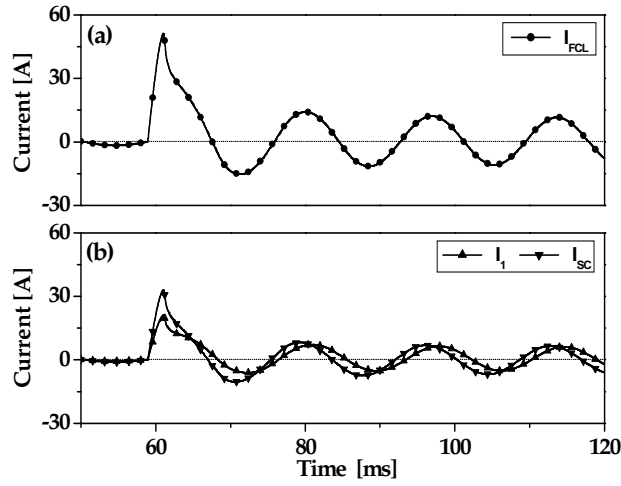 60
30
0
-30
Current [A]
(a)
I_FCL
60
30
0
-30
Current [A]
(b)
I_1 I_SC
60 80 100 120
Time [ms]